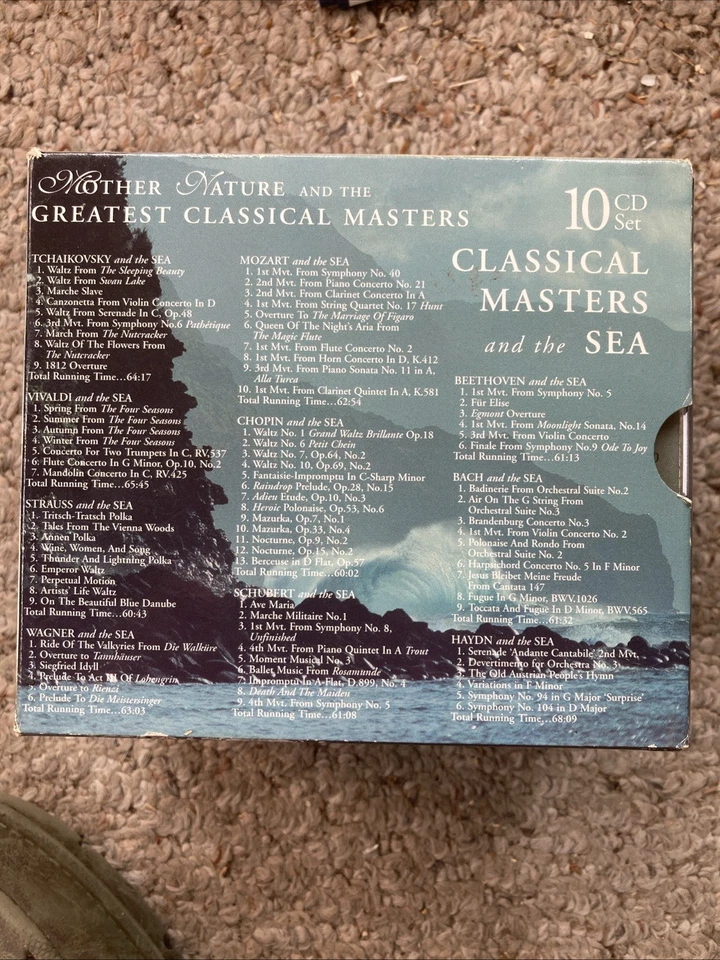 Mother Nature AND THE
GREATEST CLASSICAL MASTERS
10 CD
Set
CLASSICAL
MASTERS
and the SEA
TCHAIKOVSKY and the SEA
1. Waltz From The Sleeping Beauty
2. Waltz From Swan Lake
3. Marche Slave
4. Canzonetta From Violin Concerto In D
5. Waltz From Serenade In C, Op.48
6. 3rd Mvt. From Symphony No.6 Pathétique
7. March From The Nutcracker
8. Waltz Of The Flowers From
The Nutcracker
9. 1812 Overture
Total Running Time...64:17
VIVALDI and the SEA
1. Spring From The Four Seasons
2. Summer From The Four Seasons
3. Autumn From The Four Seasons
4. Winter From The Four Seasons
5. Concerto For Two Trumpets In C, RV.537
6. Flute Concerto In G Minor, Op.10, No.2
7. Mandolin Concerto In C, RV.425
Total Running Time...65:45
STRAUSS and the SEA
1. Tritsch-Tratsch Polka
2. Tales From The Vienna Woods
3. Annen Polka
4. Wine, Women, And Song
5. Thunder And Lightning Polka
6. Emperor Waltz
7. Perpetual Motion
8. Artists' Life Waltz
9. On The Beautiful Blue Danube
Total Running Time...60:43
WAGNER and the SEA
1. Ride Of The Valkyries From Die Walküre
2. Overture to Tannhäuser
3. Siegfried Idyll
4. Prelude To Act III Of Lohengrin
5. Overture to Rienzi
6. Prelude To Die Meistersinger
Total Running Time...63:03
MOZART and the SEA
1. 1st Mvt. From Symphony No. 40
2. 2nd Mvt. From Piano Concerto No. 21
3. 2nd Mvt. From Clarinet Concerto In A
4. 1st Mvt. From String Quartet No. 17 Hunt
5. Overture To The Marriage Of Figaro
6. Queen Of The Night's Aria From
The Magic Flute
7. 1st Mvt. From Flute Concerto No. 2
8. 1st Mvt. From Horn Concerto In D, K.412
9. 3rd Mvt. From Piano Sonata No. 11 in A,
Alla Turca
10. 1st Mvt. From Clarinet Quintet In A, K.581
Total Running Time...62:54
CHOPIN and the SEA
1. Waltz No. 1 Grand Waltz Brillante Op.18
2. Waltz No. 6 Petit Chein
3. Waltz No. 7, Op.64, No.2
4. Waltz No. 10, Op.69, No.2
5. Fantaisie-Impromptu In C-Sharp Minor
6. Raindrop Prelude, Op.28, No.15
7. Adieu Etude, Op.10, No.3
8. Heroic Polonaise, Op.53, No.6
9. Mazurka, Op.7, No.1
10. Mazurka, Op.33, No.4
11. Nocturne, Op.9, No.2
12. Nocturne, Op.15, No.2
13. Berceuse in D Flat, Op.57
Total Running Time...60:02
SCHUBERT and the SEA
1. Ave Maria
2. Marche Militaire No.1
3. 1st Mvt. From Symphony No. 8,
Unfinished
4. 4th Mvt. From Piano Quintet In A Trout
5. Moment Musical No. 3
6. Ballet Music From Rosamunde
7. Impromptu In A-Flat, D.899, No. 4
8. Death And The Maiden
9. 4th Mvt. From Symphony No. 5
Total Running Time...61:08
BEETHOVEN and the SEA
1. 1st Mvt. From Symphony No. 5
2. Für Elise
3. Egmont Overture
4. 1st Mvt. From Moonlight Sonata, No.14
5. 3rd Mvt. From Violin Concerto
6. Finale From Symphony No.9 Ode To Joy
Total Running Time...61:13
BACH and the SEA
1. Badinerie From Orchestral Suite No.2
2. Air On The G String From
Orchestral Suite No.3
3. Brandenburg Concerto No.3
4. 1st Mvt. From Violin Concerto No. 2
5. Polonaise And Rondo From
Orchestral Suite No. 2
6. Harpsichord Concerto No. 5 In F Minor
7. Jesus Bleibet Meine Freude
From Cantata 147
8. Fugue In G Minor, BWV.1026
9. Toccata And Fugue In D Minor, BWV.565
Total Running Time...61:32
HAYDN and the SEA
1. Serenade 'Andante Cantabile' 2nd Mvt.
2. Devertimento for Orchestra No. 3
3. The Old Austrian People's Hymn
4. Variations in F Minor
5. Symphony No. 94 in G Major 'Surprise'
6. Symphony No. 104 in D Major
Total Running Time...68:09